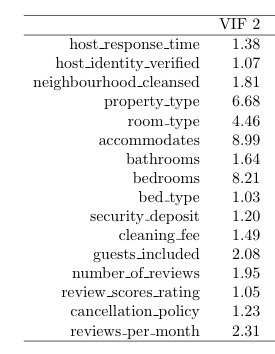 VIF 2
host_response_time 1.38
host_identity_verified 1.07
neighbourhood_cleansed 1.81
property_type 6.68
room_type 4.46
accommodates 8.99
bathrooms 1.64
bedrooms 8.21
bed_type 1.03
security_deposit 1.20
cleaning_fee 1.49
guests_included 2.08
number_of_reviews 1.95
review_scores_rating 1.05
cancellation_policy 1.23
reviews_per_month 2.31